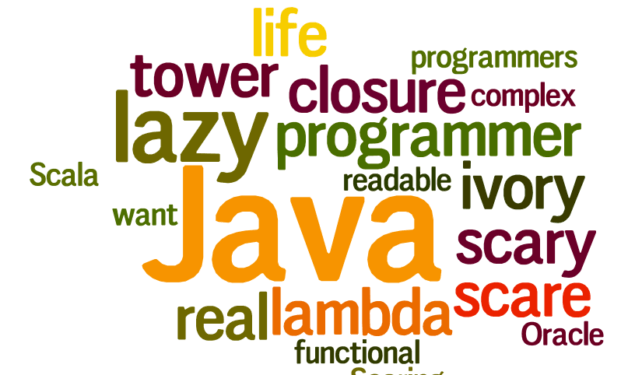 life
programmers
tower
closure
complex
lazy
programmer
Scala
readable
ivory
want
Java
scary
real
lambda
scare
Oracle
functional